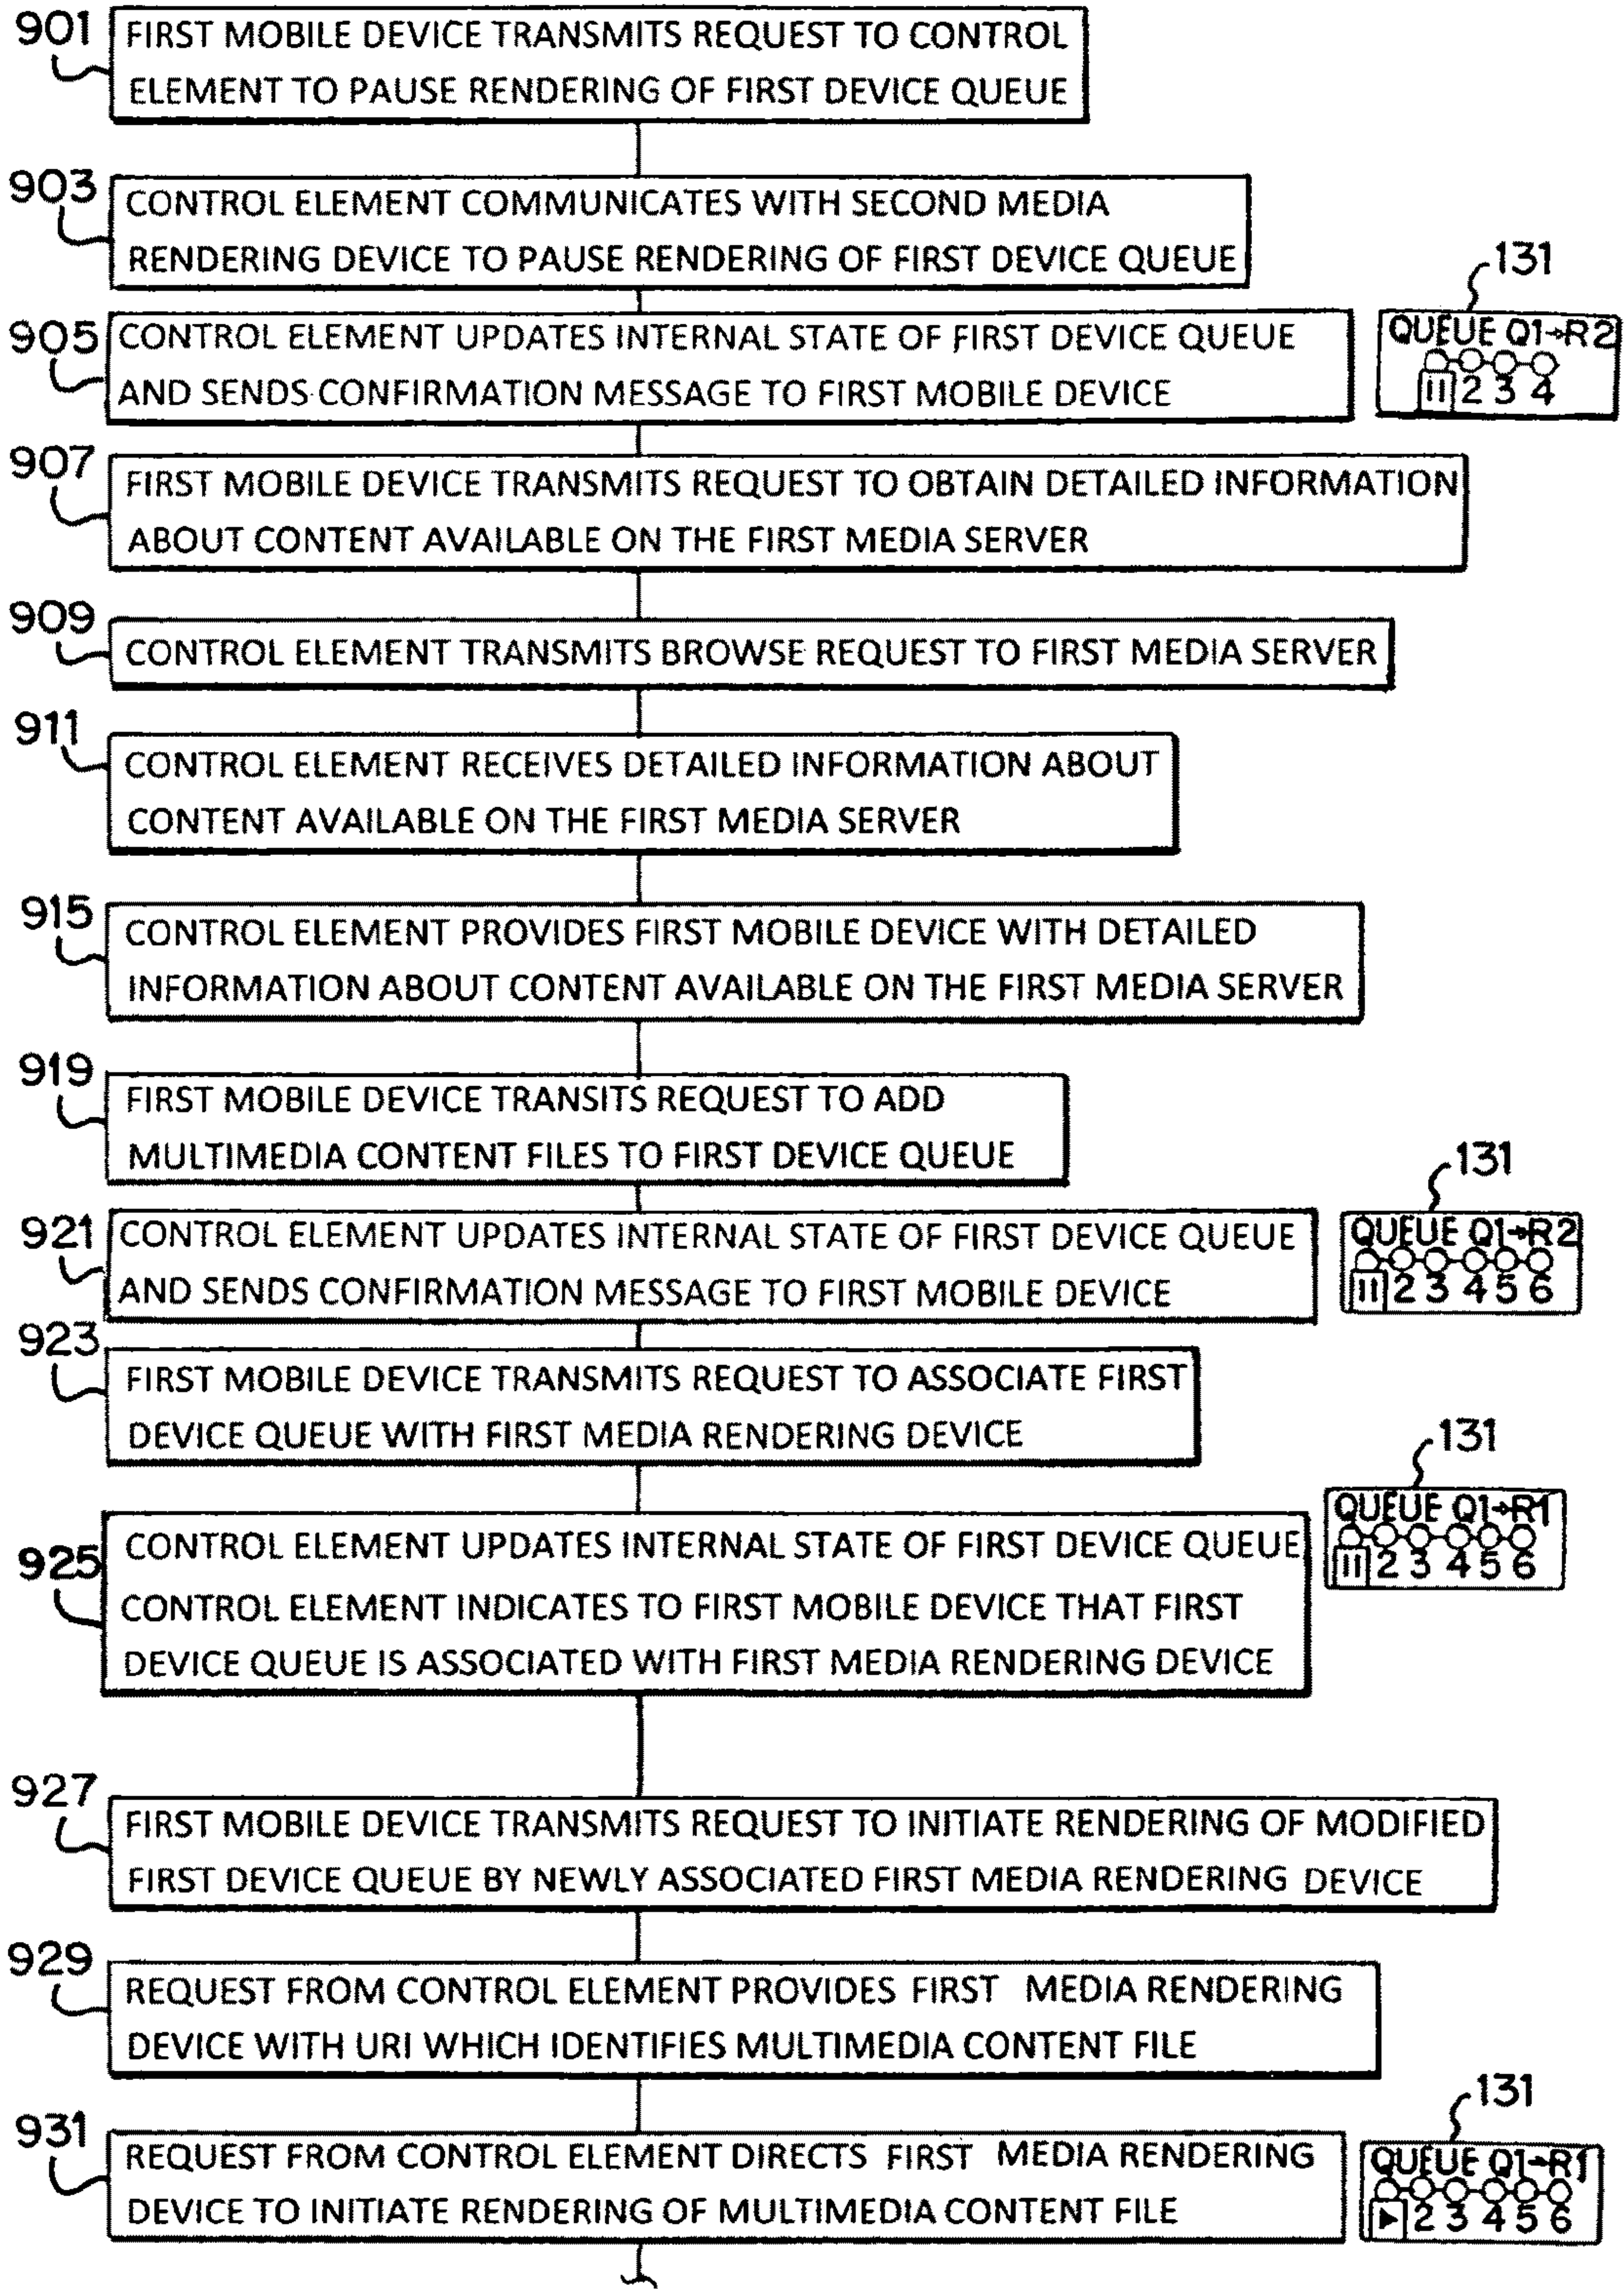 901
FIRST MOBILE DEVICE TRANSMITS REQUEST TO CONTROL
ELEMENT TO PAUSE RENDERING OF FIRST DEVICE QUEUE
903
CONTROL ELEMENT COMMUNICATES WITH SECOND MEDIA
RENDERING DEVICE TO PAUSE RENDERING OF FIRST DEVICE QUEUE
905
CONTROL ELEMENT UPDATES INTERNAL STATE OF FIRST DEVICE QUEUE
AND SENDS CONFIRMATION MESSAGE TO FIRST MOBILE DEVICE
131
QUEUE Q1→R2
2 3 4
907
FIRST MOBILE DEVICE TRANSMITS REQUEST TO OBTAIN DETAILED INFORMATION
ABOUT CONTENT AVAILABLE ON THE FIRST MEDIA SERVER
909
CONTROL ELEMENT TRANSMITS BROWSE REQUEST TO FIRST MEDIA SERVER
911
CONTROL ELEMENT RECEIVES DETAILED INFORMATION ABOUT
CONTENT AVAILABLE ON THE FIRST MEDIA SERVER
915
CONTROL ELEMENT PROVIDES FIRST MOBILE DEVICE WITH DETAILED
INFORMATION ABOUT CONTENT AVAILABLE ON THE FIRST MEDIA SERVER
919
FIRST MOBILE DEVICE TRANSITS REQUEST TO ADD
MULTIMEDIA CONTENT FILES TO FIRST DEVICE QUEUE
921
CONTROL ELEMENT UPDATES INTERNAL STATE OF FIRST DEVICE QUEUE
AND SENDS CONFIRMATION MESSAGE TO FIRST MOBILE DEVICE
131
QUEUE Q1→R2
2 3 4 5 6
923
FIRST MOBILE DEVICE TRANSMITS REQUEST TO ASSOCIATE FIRST
DEVICE QUEUE WITH FIRST MEDIA RENDERING DEVICE
925
CONTROL ELEMENT UPDATES INTERNAL STATE OF FIRST DEVICE QUEUE
CONTROL ELEMENT INDICATES TO FIRST MOBILE DEVICE THAT FIRST
DEVICE QUEUE IS ASSOCIATED WITH FIRST MEDIA RENDERING DEVICE
131
QUEUE Q1→R1
2 3 4 5 6
927
FIRST MOBILE DEVICE TRANSMITS REQUEST TO INITIATE RENDERING OF MODIFIED
FIRST DEVICE QUEUE BY NEWLY ASSOCIATED FIRST MEDIA RENDERING DEVICE
929
REQUEST FROM CONTROL ELEMENT PROVIDES FIRST MEDIA RENDERING
DEVICE WITH URI WHICH IDENTIFIES MULTIMEDIA CONTENT FILE
931
REQUEST FROM CONTROL ELEMENT DIRECTS FIRST MEDIA RENDERING
DEVICE TO INITIATE RENDERING OF MULTIMEDIA CONTENT FILE
131
QUEUE Q1→R1
2 3 4 5 6